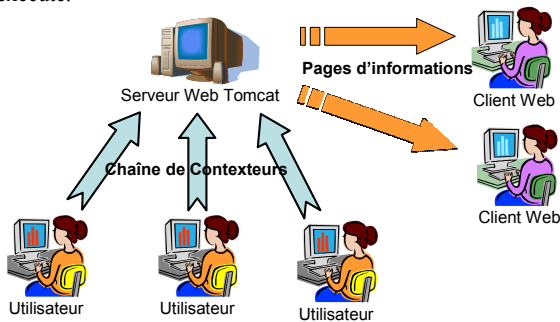 Pages d'informations
Serveur Web Tomcat
Client Web
Chaîne de Contexteurs
Client Web
Utilisateur
Utilisateur
Utilisateur